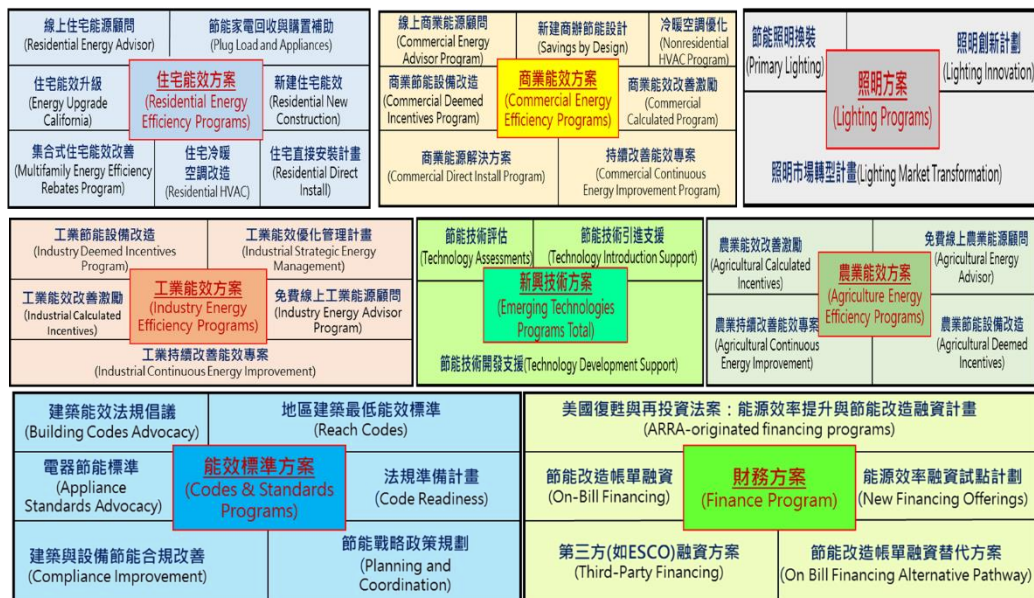 線上住宅能源顧問
(Residential Energy Advisor)
節能家電回收與購置補助
(Plug Load and Appliances)
住宅能效升級
(Energy Upgrade
California)
住宅能效方案
(Residential Energy
Efficiency Programs)
新建住宅能效
(Residential New
Construction)
集合式住宅能效改善
(Multifamily Energy Efficiency
Rebates Program)
住宅冷暖
空調改造
(Residential HVAC)
住宅直接安裝計畫
(Residential Direct
Install)
線上商業能源顧問
(Commercial Energy
Advisor Program)
新建商辦節能設計
(Savings by Design)
冷暖空調優化
(Nonresidential
HVAC Program)
商業節能設備改造
(Commercial Deemed
Incentives Program)
商業能效方案
(Commercial Energy
Efficiency Programs)
商業能效改善激勵
(Commercial
Calculated Program)
商業能源解決方案
(Commercial Direct Install Program)
持續改善能效專案
(Commercial Continuous
Energy Improvement Program)
節能照明換裝
(Primary Lighting)
照明創新計劃
(Lighting Innovation)
照明方案
(Lighting Programs)
照明市場轉型計畫(Lighting Market Transformation)
工業節能設備改造
(Industry Deemed Incentives
Program)
工業能效優化管理計畫
(Industrial Strategic Energy
Management)
工業能效改善激勵
(Industrial Calculated
Incentives)
工業能效方案
(Industry Energy
Efficiency Programs)
免費線上工業能源顧問
(Industry Energy Advisor
Program)
工業持續改善能效專案
(Industrial Continuous Energy Improvement)
節能技術評估
(Technology Assessments)
節能技術引進支援
(Technology Introduction Support)
新興技術方案
(Emerging Technologies
Programs Total)
節能技術開發支援(Technology Development Support)
農業能效改善激勵
(Agricultural Calculated
Incentives)
免費線上農業能源顧問
(Agricultural Energy
Advisor)
農業能效方案
(Agriculture Energy
Efficiency Programs)
農業持續改善能效專案
(Agricultural Continuous
Energy Improvement)
農業節能設備改造
(Agricultural Deemed
Incentives)
建築能效法規倡議
(Building Codes Advocacy)
地區建築最低能效標準
(Reach Codes)
電器節能標準
(Appliance
Standards Advocacy)
能效標準方案
(Codes & Standards
Programs)
法規準備計畫
(Code Readiness)
建築與設備節能合規改善
(Compliance Improvement)
節能戰略政策規劃
(Planning and
Coordination)
美國復甦與再投資法案：能源效率提升與節能改造融資計畫
(ARRA-originated financing programs)
節能改造帳單融資
(On-Bill Financing)
財務方案
(Finance Program)
能源效率融資試點計劃
(New Financing Offerings)
第三方(如ESCO)融資方案
(Third-Party Financing)
節能改造帳單融資替代方案
(On Bill Financing Alternative Pathway)